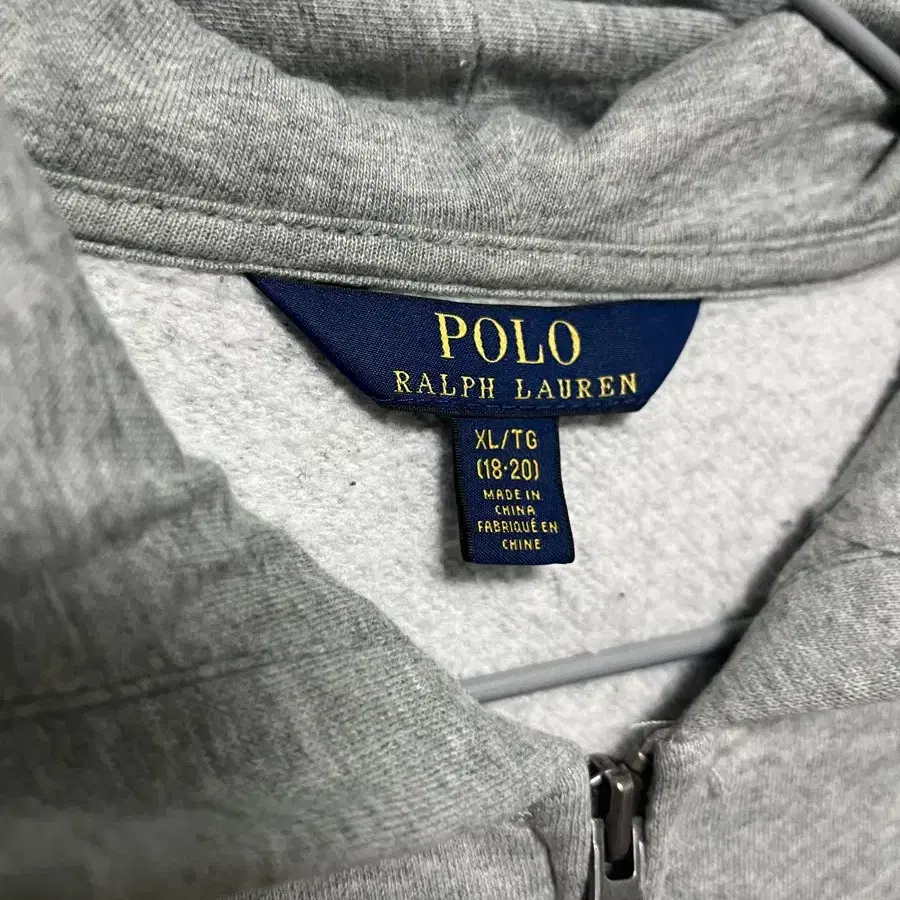 POLO
RALPH LAUREN
XL/TG
(18·20)
MADE IN
CHINA
FABRIQUÉ EN
CHINE